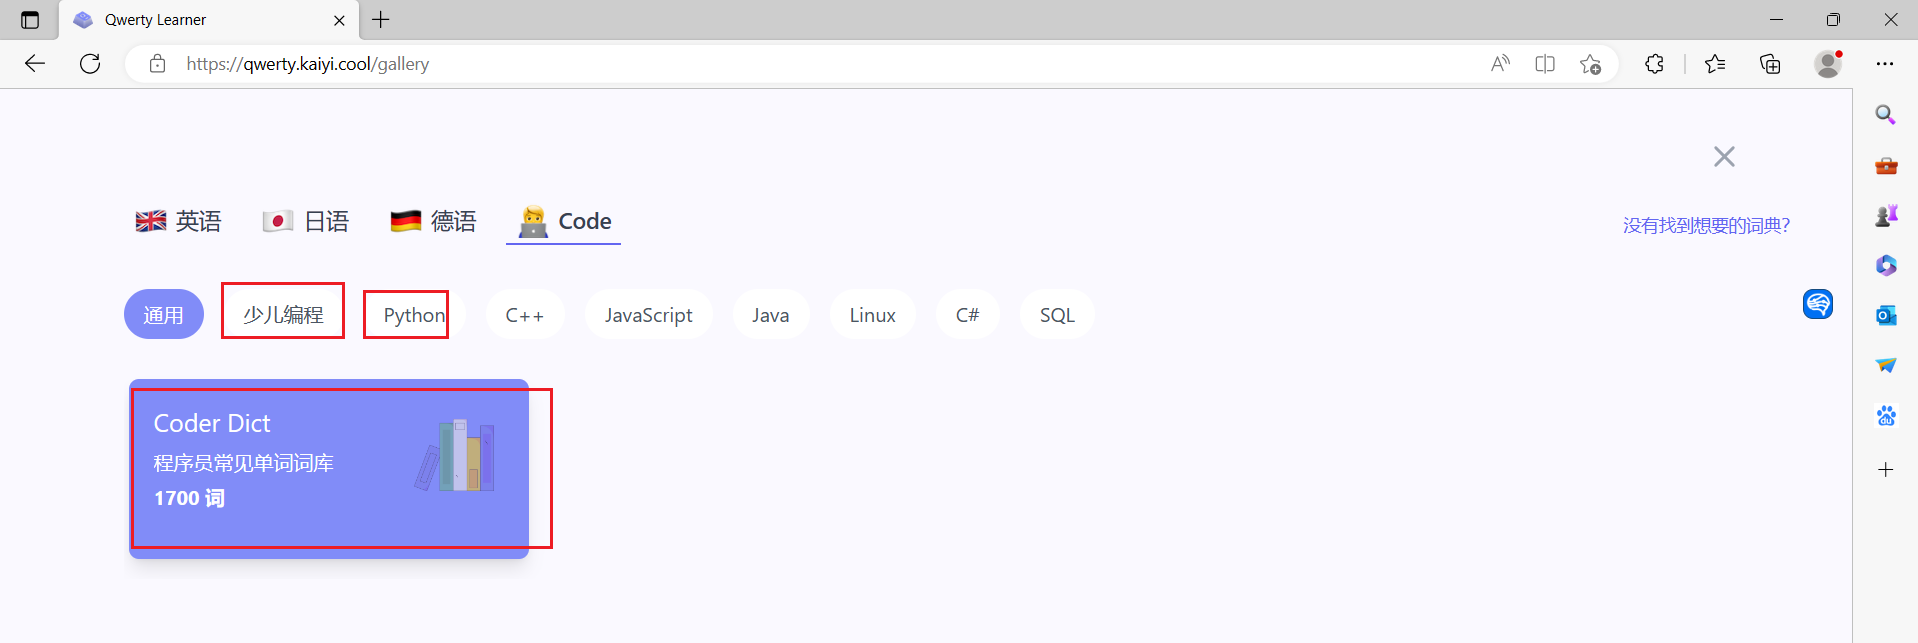 Qwerty Learner
https://qwerty.kaiyi.cool/gallery
英语 日语 德语 Code
没有找到想要的词典?
通用 少儿编程 Python C++ JavaScript Java Linux C# SQL
Coder Dict
程序员常见单词词库
1700 词